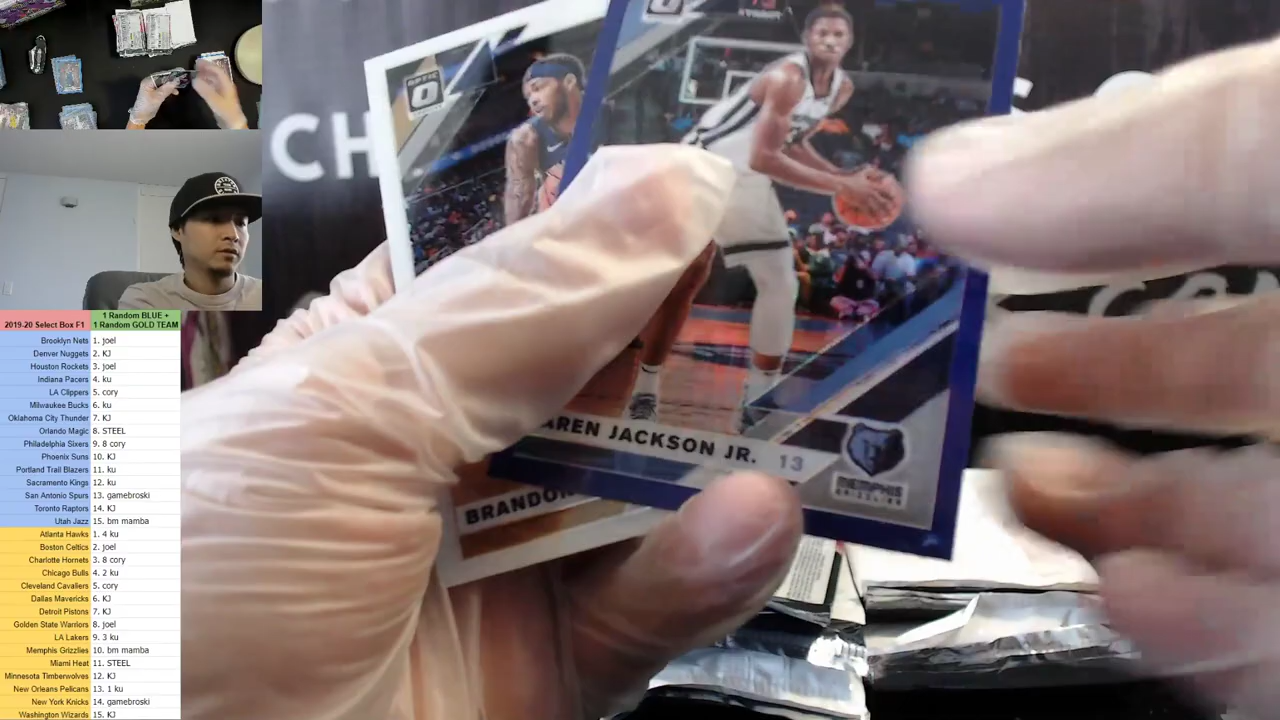 OPTIC
CH
AREN JACKSON JR. 13
MEMPHIS
GRIZZLIES
BRANDON
2019-20 Select Box F1
1 Random BLUE +
1 Random GOLD TEAM
Brooklyn Nets 1. joel
Denver Nuggets 2. KJ
Houston Rockets 3. joel
Indiana Pacers 4. ku
LA Clippers 5. cory
Milwaukee Bucks 6. ku
Oklahoma City Thunder 7. KJ
Orlando Magic 8. STEEL
Philadelphia Sixers 9. 8 cory
Phoenix Suns 10. KJ
Portland Trail Blazers 11. ku
Sacramento Kings 12. ku
San Antonio Spurs 13. gamebroski
Toronto Raptors 14. KJ
Utah Jazz 15. bm mamba
Atlanta Hawks 1. 4 ku
Boston Celtics 2. joel
Charlotte Hornets 3. 8 cory
Chicago Bulls 4. 2 ku
Cleveland Cavaliers 5. cory
Dallas Mavericks 6. KJ
Detroit Pistons 7. KJ
Golden State Warriors 8. joel
LA Lakers 9. 3 ku
Memphis Grizzlies 10. bm mamba
Miami Heat 11. STEEL
Minnesota Timberwolves 12. KJ
New Orleans Pelicans 13. 1 ku
New York Knicks 14. gamebroski
Washington Wizards 15. KJ